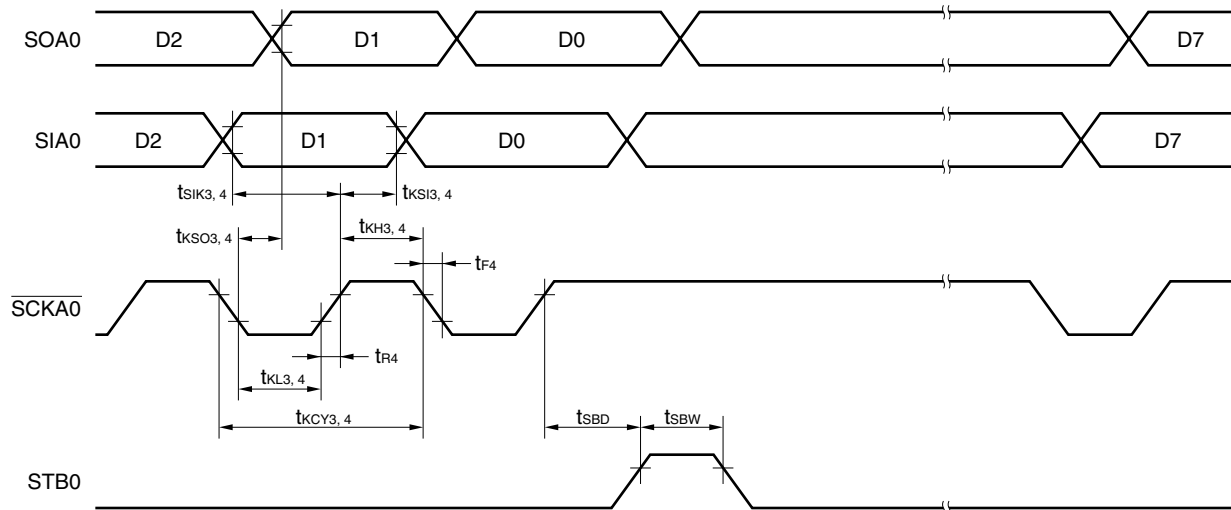 SOA0 D2 D1 D0 D7
SIA0 D2 D1 D0 D7
tSIK3, 4 tKSI3, 4
tKSO3, 4 tKH3, 4
tF4
SCKA0
tR4
tKL3, 4
tKCY3, 4 tSBD tSBW
STB0